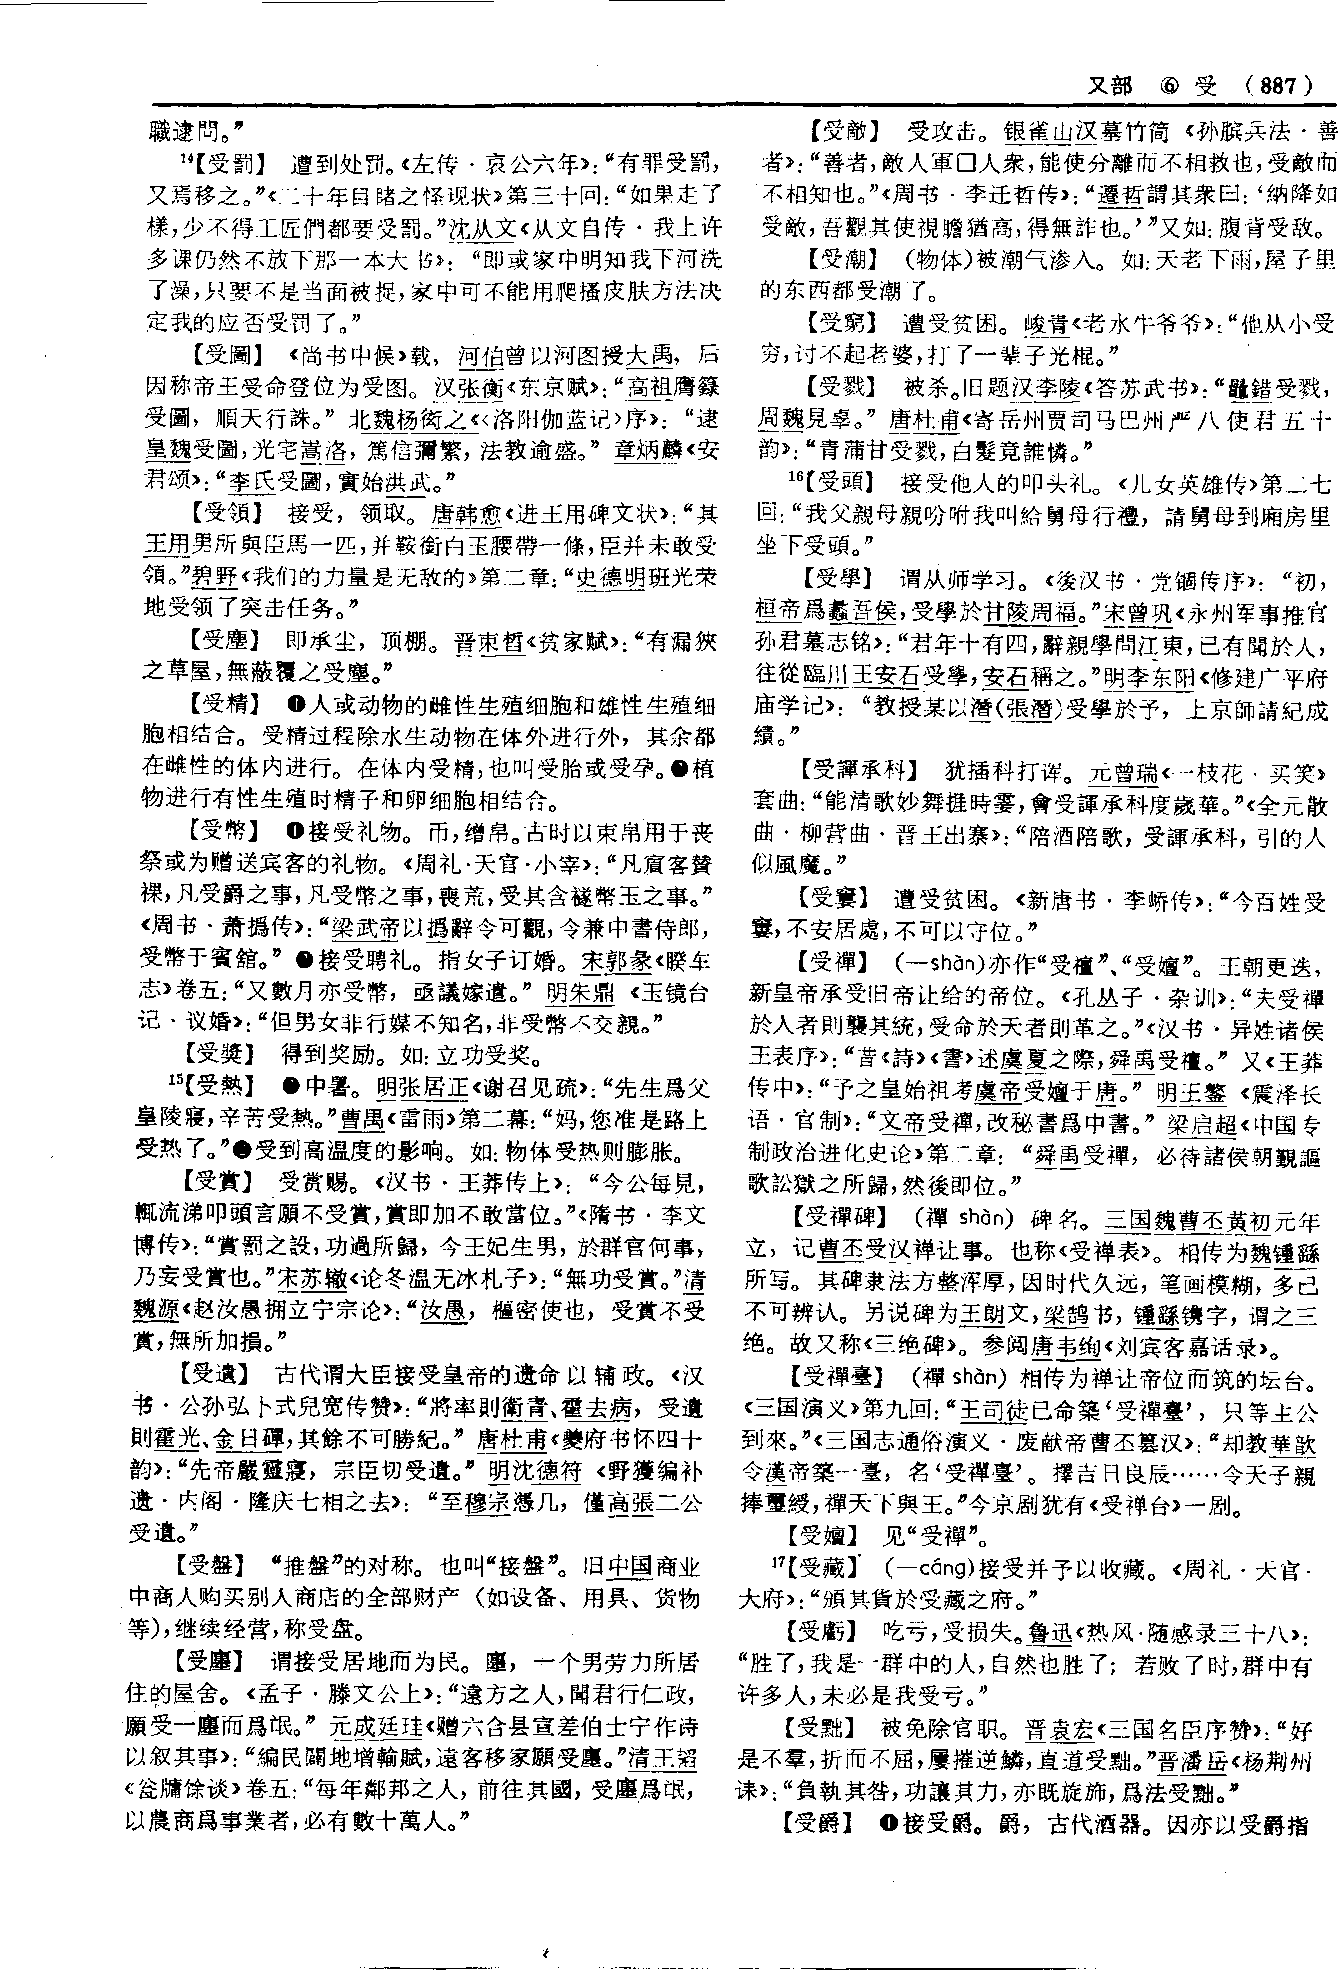 又部 ⑥ 受 (887)
職逮問。”
¹⁴【受罰】 遭到处罚。《左传·哀公六年》：“有罪受罰，
又焉移之。”《二十年目睹之怪现状》第三十回：“如果走了
樣，少不得工匠們都要受罰。”沈从文《从文自传·我上许
多课仍然不放下那一本大书》：“即或家中明知我下河洗
了澡，只要不是当面被捉，家中可不能用爬搔皮肤方法决
定我的应否受罚了。”
【受圖】 《尚书中候》载，河伯曾以河图授大禹，后
因称帝王受命登位为受图。汉张衡《东京赋》：“高祖膺籙
受圖，順天行誅。”北魏杨衒之《〈洛阳伽蓝记〉序》：“逮
皇魏受圖，光宅嵩洛，篤信彌繁，法教逾盛。”章炳麟《安
君颂》：“李氏受圖，實始洪武。”
【受領】 接受，领取。唐韩愈《进王用碑文状》：“其
王用男所與臣馬一匹，并鞍銜白玉腰帶一條，臣并未敢受
領。”碧野《我们的力量是无敌的》第二章：“史德明班光荣
地受领了突击任务。”
【受塵】 即承尘，顶棚。晋束晳《贫家赋》：“有漏狹
之草屋，無蔽覆之受塵。”
【受精】 ❶人或动物的雌性生殖细胞和雄性生殖细
胞相结合。受精过程除水生动物在体外进行外，其余都
在雌性的体内进行。在体内受精，也叫受胎或受孕。❷植
物进行有性生殖时精子和卵细胞相结合。
【受幣】 ❶接受礼物。币，缯帛。古时以束帛用于丧
祭或为赠送宾客的礼物。《周礼·天官·小宰》：“凡賓客贊
祼，凡受爵之事，凡受幣之事，喪荒，受其含襚幣玉之事。”
《周书·萧撝传》：“梁武帝以撝辭令可觀，令兼中書侍郎，
受幣于賓館。”❷接受聘礼。指女子订婚。宋郭彖《睽车
志》卷五：“又數月亦受幣，亟議嫁遣。”明朱鼎《玉镜台
记·议婚》：“但男女非行媒不知名，非受幣不交親。”
【受獎】 得到奖励。如：立功受奖。
¹⁵【受熱】 ❶中暑。明张居正《谢召见疏》：“先生爲父
皇陵寢，辛苦受熱。”曹禺《雷雨》第二幕：“妈，您准是路上
受热了。”❷受到高温度的影响。如：物体受热则膨胀。
【受賞】 受赏赐。《汉书·王莽传上》：“今公每見，
輒流涕叩頭言願不受賞，賞即加不敢當位。”《隋书·李文
博传》：“賞罰之設，功過所歸，今王妃生男，於群官何事，
乃妄受賞也。”宋苏辙《论冬温无冰札子》：“無功受賞。”清
魏源《赵汝愚拥立宁宗论》：“汝愚，樞密使也，受賞不受
賞，無所加損。”
【受遺】 古代谓大臣接受皇帝的遗命以辅政。《汉
书·公孙弘卜式兒宽传赞》：“將率則衛青、霍去病，受遺
則霍光、金日磾，其餘不可勝紀。”唐杜甫《夔府书怀四十
韵》：“先帝嚴靈寢，宗臣切受遺。”明沈德符《野獲编补
遗·内阁·隆庆七相之去》：“至穆宗憑几，僅高張二公
受遺。”
【受盤】 “推盤”的对称。也叫“接盤”。旧中国商业
中商人购买别人商店的全部财产（如设备、用具、货物
等），继续经营，称受盘。
【受廛】 谓接受居地而为民。廛，一个男劳力所居
住的屋舍。《孟子·滕文公上》：“遠方之人，聞君行仁政，
願受一廛而爲氓。”元成廷珪《赠六合县宣差伯士宁作诗
以叙其事》：“編民闢地增輸賦，遠客移家願受廛。”清王韬
《瓮牖馀谈》卷五：“每年鄰邦之人，前往其國，受廛爲氓，
以農商爲事業者，必有數十萬人。”
【受敵】 受攻击。银雀山汉墓竹简《孙膑兵法·善
者》：“善者，敵人軍□人衆，能使分離而不相救也，受敵而
不相知也。”《周书·李迁哲传》：“遷哲謂其衆曰：‘納降如
受敵，吾觀其使視瞻猶高，得無詐也。’”又如：腹背受敌。
【受潮】 （物体）被潮气渗入。如：天老下雨，屋子里
的东西都受潮了。
【受窮】 遭受贫困。峻青《老水牛爷爷》：“他从小受
穷，讨不起老婆，打了一辈子光棍。”
【受戮】 被杀。旧题汉李陵《答苏武书》：“鼂錯受戮，
周魏見辜。”唐杜甫《寄岳州贾司马巴州严八使君五十
韵》：“青蒲甘受戮，白髮竟誰憐。”
¹⁶【受頭】 接受他人的叩头礼。《儿女英雄传》第二七
回：“我父親母親吩咐我叫給舅母行禮，請舅母到廂房里
坐下受頭。”
【受學】 谓从师学习。《後汉书·党锢传序》：“初，
桓帝爲蠡吾侯，受學於甘陵周福。”宋曾巩《永州军事推官
孙君墓志铭》：“君年十有四，辭親學問江東，已有聞於人，
往從臨川王安石受學，安石稱之。”明李东阳《修建广平府
庙学记》：“教授某以潛（張潛）受學於予，上京師請紀成
績。”
【受諢承科】 犹插科打诨。元曾瑞《一枝花·买笑》
套曲：“能清歌妙舞捱時霎，會受諢承科度歲華。”《全元散
曲·柳营曲·晋王出寨》：“陪酒陪歌，受諢承科，引的人
似風魔。”
【受窶】 遭受贫困。《新唐书·李峤传》：“今百姓受
窶，不安居處，不可以守位。”
【受禪】 （一shàn）亦作“受襢”、“受嬗”。王朝更迭，
新皇帝承受旧帝让给的帝位。《孔丛子·杂训》：“夫受禪
於人者則襲其統，受命於天者則革之。”《汉书·异姓诸侯
王表序》：“昔《詩》《書》述虞夏之際，舜禹受襢。”又《王莽
传中》：“予之皇始祖考虞帝受嬗于唐。”明王鏊《震泽长
语·官制》：“文帝受禪，改秘書爲中書。”梁启超《中国专
制政治进化史论》第二章：“舜禹受禪，必待諸侯朝覲謳
歌訟獄之所歸，然後即位。”
【受禪碑】 （禪 shàn）碑名。三国魏曹丕黄初元年
立，记曹丕受汉禅让事。也称《受禅表》。相传为魏锺繇
所写。其碑隶法方整浑厚，因时代久远，笔画模糊，多已
不可辨认。另说碑为王朗文，梁鹄书，锺繇镌字，谓之三
绝。故又称《三绝碑》。参阅唐韦绚《刘宾客嘉话录》。
【受禪臺】 （禪 shàn）相传为禅让帝位而筑的坛台。
《三国演义》第九回：“王司徒已命築‘受禪臺’，只等主公
到來。”《三国志通俗演义·废献帝曹丕篡汉》：“却教華歆
令漢帝築一臺，名‘受禪臺’。擇吉日良辰……令天子親
捧璽綬，禪天下與王。”今京剧犹有《受禅台》一剧。
【受嬗】 见“受禪”。
¹⁷【受藏】 （一cáng）接受并予以收藏。《周礼·天官·
大府》：“頒其貨於受藏之府。”
【受虧】 吃亏，受损失。鲁迅《热风·随感录三十八》：
“胜了，我是一群中的人，自然也胜了；若败了时，群中有
许多人，未必是我受亏。”
【受黜】 被免除官职。晋袁宏《三国名臣序赞》：“好
是不羣，折而不屈，屢摧逆鱗，直道受黜。”晋潘岳《杨荆州
诔》：“負執其咎，功讓其力，亦既旋斾，爲法受黜。”
【受爵】 ❶接受爵。爵，古代酒器。因亦以受爵指